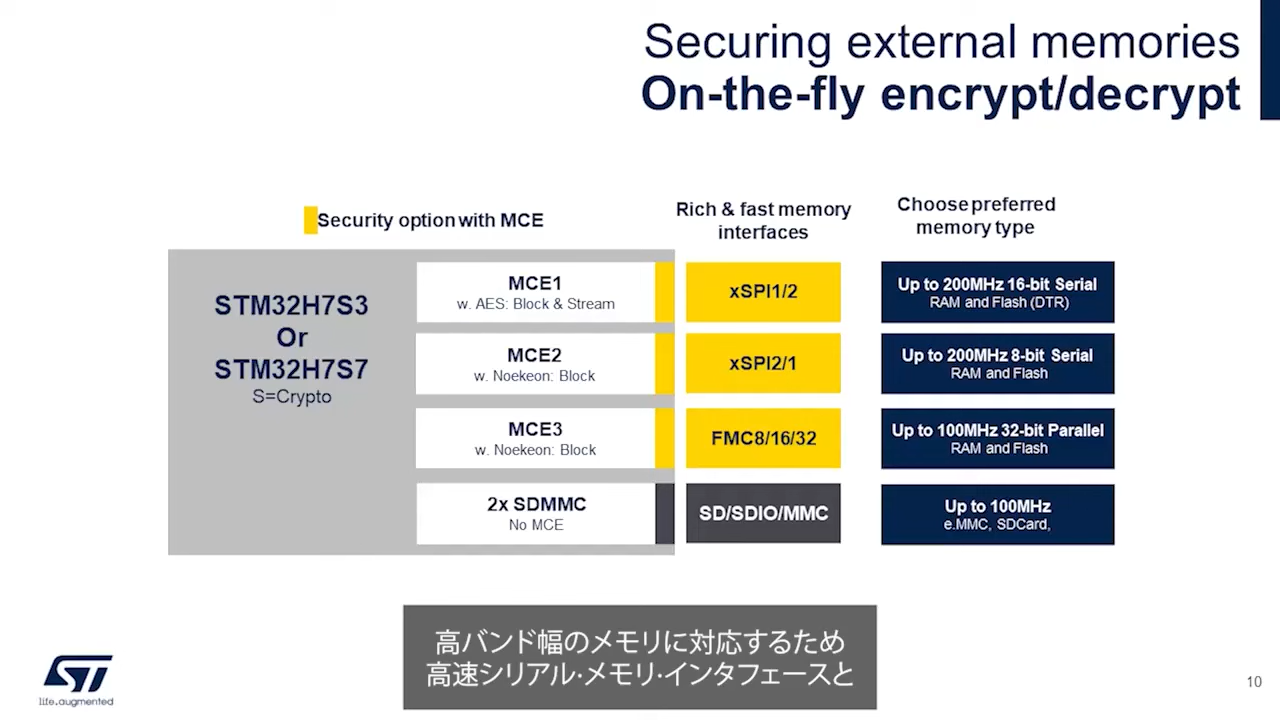 Securing external memories
On-the-fly encrypt/decrypt
Security option with MCE
Rich & fast memory
interfaces
Choose preferred
memory type
STM32H7S3
Or
STM32H7S7
S=Crypto
MCE1
w. AES: Block & Stream
xSPI1/2
Up to 200MHz 16-bit Serial
RAM and Flash (DTR)
MCE2
w. Noekeon: Block
xSPI2/1
Up to 200MHz 8-bit Serial
RAM and Flash
MCE3
w. Noekeon: Block
FMC8/16/32
Up to 100MHz 32-bit Parallel
RAM and Flash
2x SDMMC
No MCE
SD/SDIO/MMC
Up to 100MHz
e.MMC, SDCard,
高バンド幅のメモリに対応するため
高速シリアル・メモリ・インタフェースと
ST
life.augmented
10